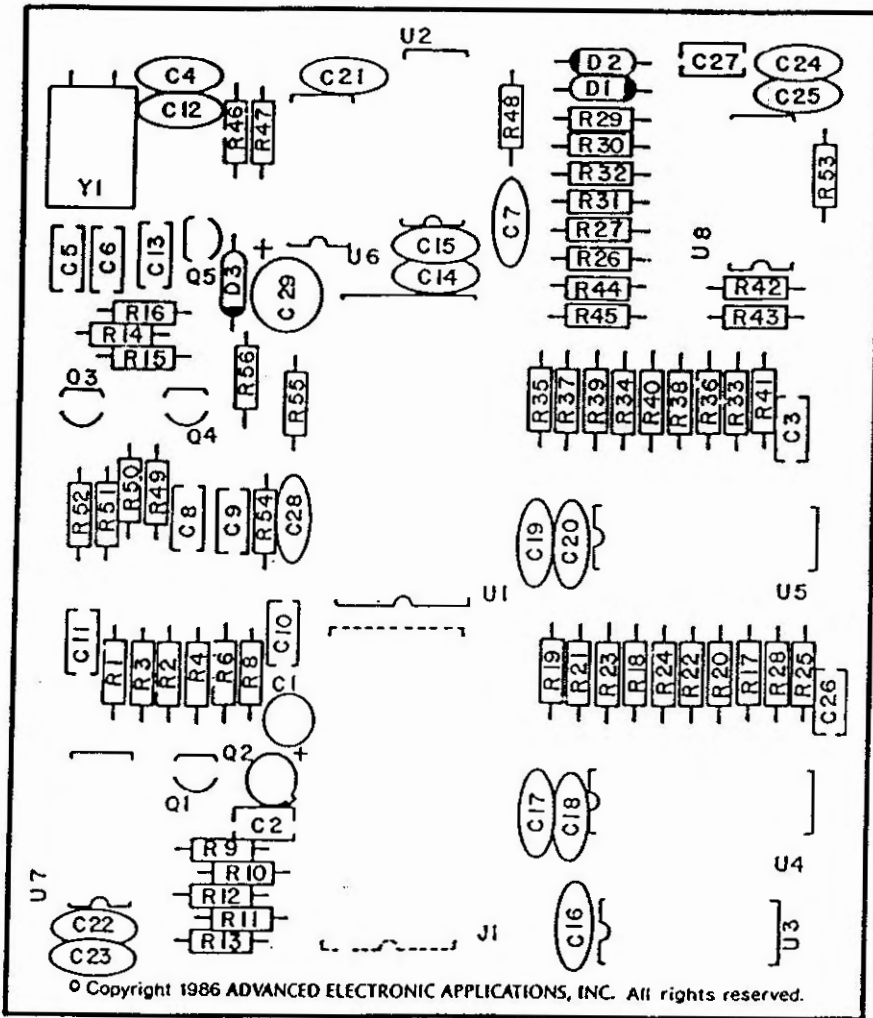 U2
C4
C21
D2
C27
C24
C12
D1
C25
R46
R47
R48
R29
R30
R53
Y1
R32
R31
C7
C5
C6
C13
Q5
D3
+
U6
C15
R27
U8
C29
C14
R26
R44
R42
R16
R45
R43
R14
R15
R56
R55
Q3
Q4
R35
R37
R39
R34
R40
R38
R36
R33
R41
C3
R52
R51
R50
R49
C8
C9
R54
C28
C19
C20
U1
U5
C11
R1
R3
R2
R4
R6
R8
C10
C1
R19
R21
R23
R18
R24
R22
R20
R17
R28
R25
C26
Q2
+
Q1
C2
C17
C18
R9
U4
R10
U7
R12
C22
R11
J1
C16
U3
C23
R13
© Copyright 1986 ADVANCED ELECTRONIC APPLICATIONS, INC. All rights reserved.